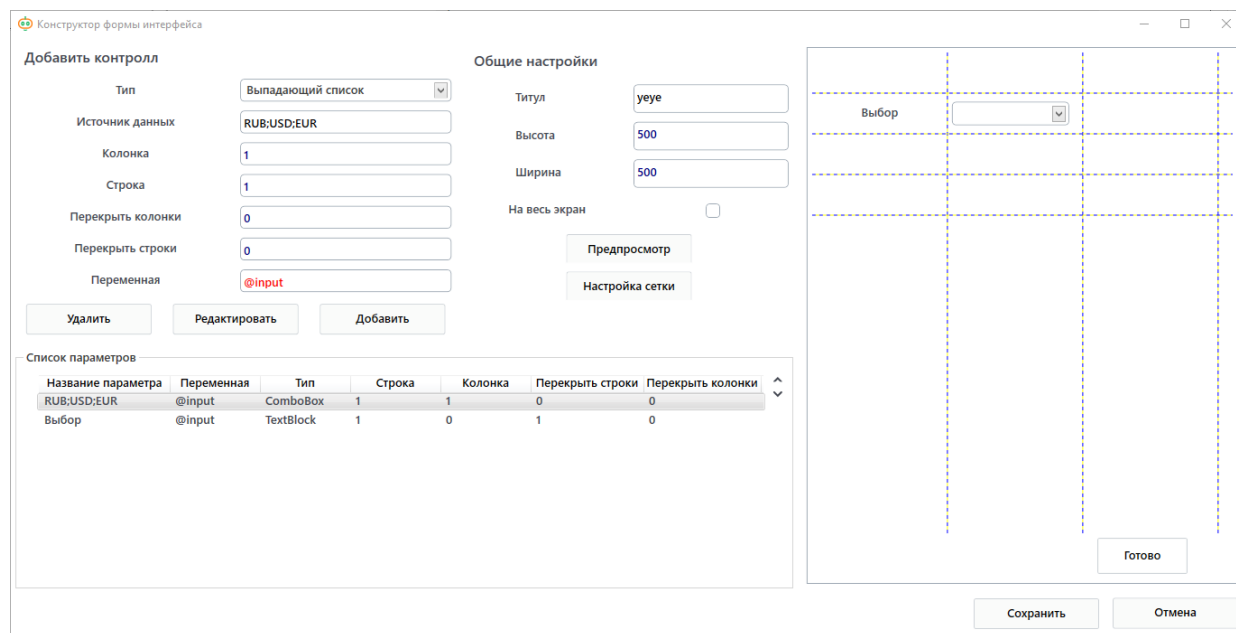 Конструктор формы интерфейса
Добавить контролл
Тип
Выпадающий список
Источник данных
RUB;USD;EUR
Колонка
1
Строка
1
Перекрыть колонки
0
Перекрыть строки
0
Переменная
@input
Удалить
Редактировать
Добавить
Общие настройки
Титул
yeye
Высота
500
Ширина
500
На весь экран
Предпросмотр
Настройка сетки
Список параметров
Название параметра Переменная Тип Строка Колонка Перекрыть строки Перекрыть колонки
RUB;USD;EUR @input ComboBox 1 1 0 0
Выбор @input TextBlock 1 0 1 0
Выбор
Готово
Сохранить
Отмена